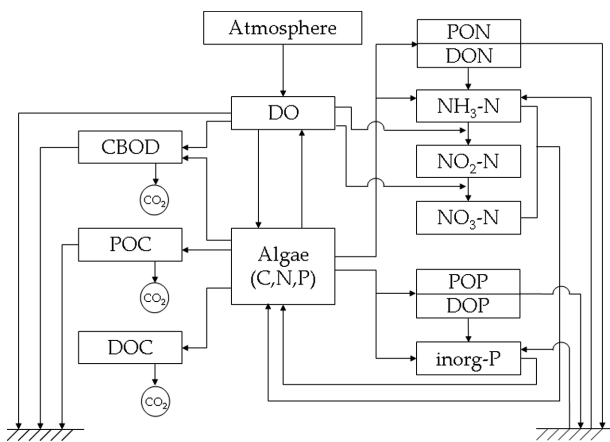 Atmosphere
DO
CBOD
CO2
POC
CO2
DOC
CO2
Algae
(C,N,P)
PON
DON
NH3-N
NO2-N
NO3-N
POP
DOP
inorg-P